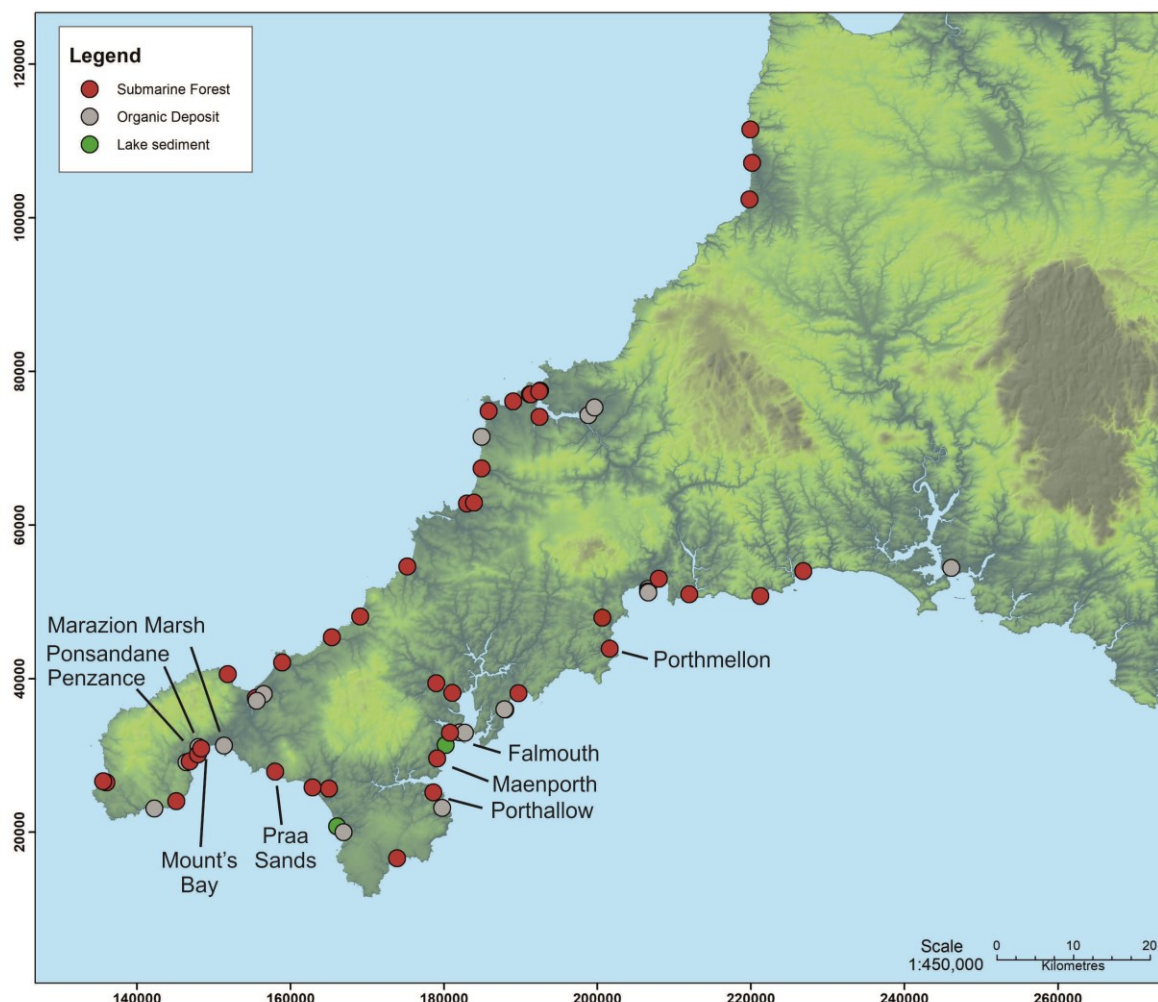 Legend
Submarine Forest
Organic Deposit
Lake sediment
120000
100000
80000
60000
40000
20000
Marazion Marsh
Ponsandane
Penzance
Mount's
Bay
Praa
Sands
Porthmellon
Falmouth
Maenporth
Porthallow
Scale
1:450,000
0 10 20
Kilometres
140000 160000 180000 200000 220000 240000 260000